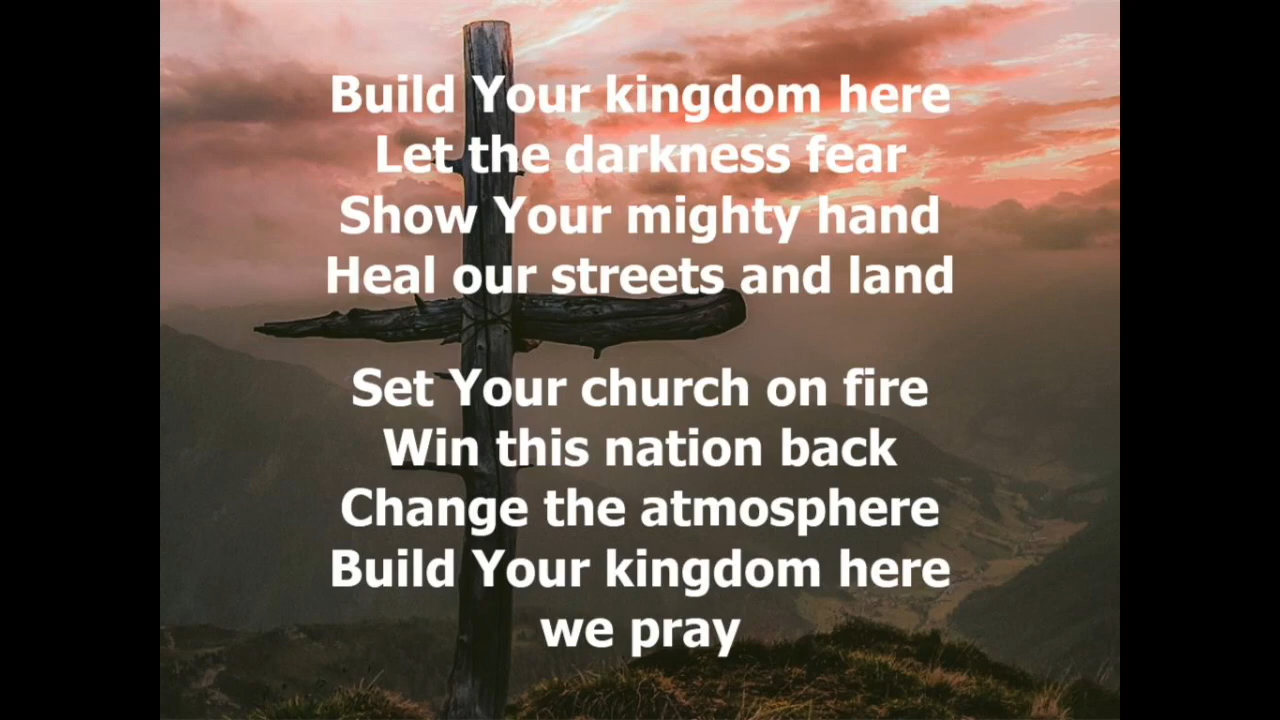 Build Your kingdom here
Let the darkness fear
Show Your mighty hand
Heal our streets and land
Set Your church on fire
Win this nation back
Change the atmosphere
Build Your kingdom here
we pray